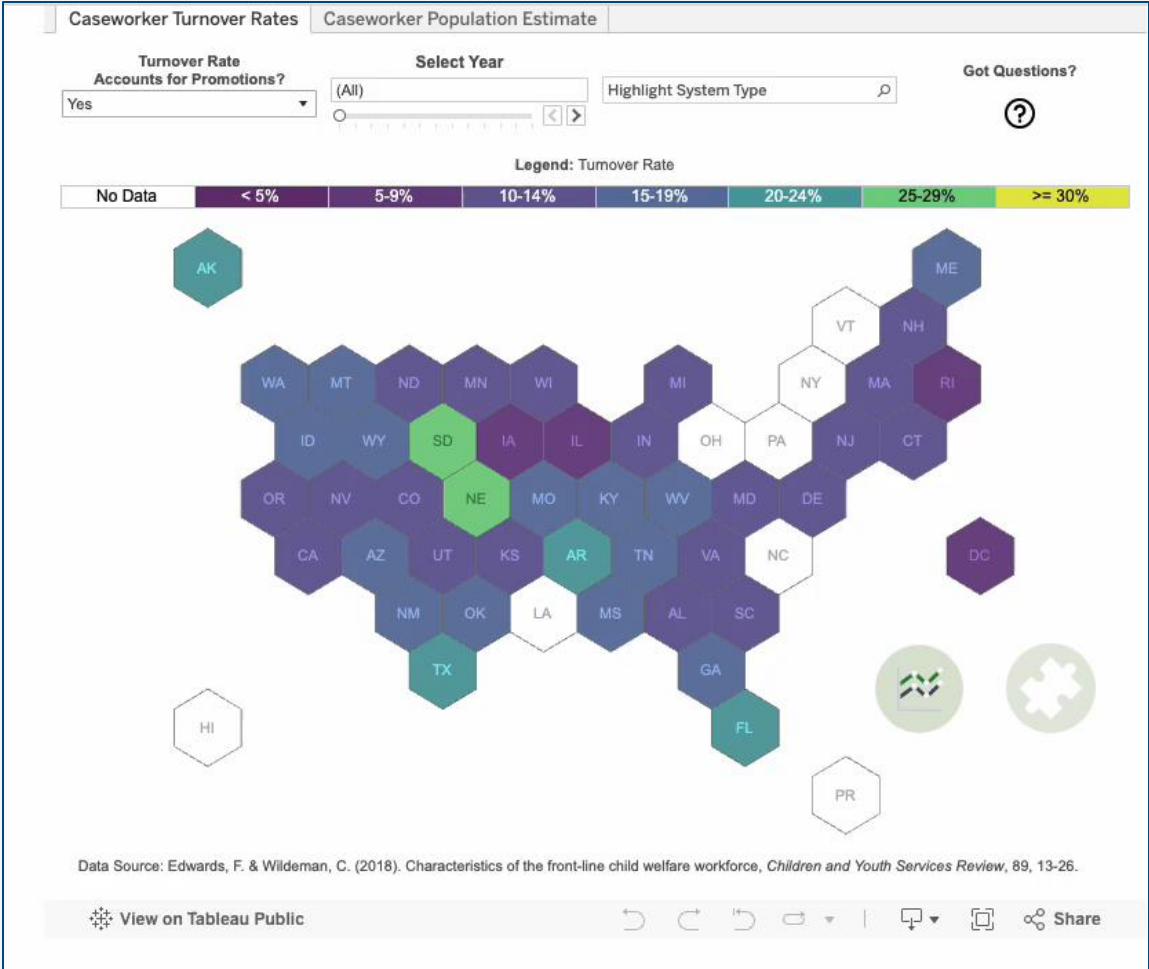 Caseworker Turnover Rates Caseworker Population Estimate
Turnover Rate
Accounts for Promotions?
Yes
Select Year
(All)
Highlight System Type
Got Questions?
?
Legend: Turnover Rate
No Data < 5% 5-9% 10-14% 15-19% 20-24% 25-29% >= 30%
AK ME
VT NH
WA MT ND MN WI MI NY MA RI
ID WY SD IA IL IN OH PA NJ CT
OR NV CO NE MO KY WV MD DE
CA AZ UT KS AR TN VA NC DC
NM OK LA MS AL SC
TX GA
HI FL
PR
Data Source: Edwards, F. & Wildeman, C. (2018). Characteristics of the front-line child welfare workforce, Children and Youth Services Review, 89, 13-26.
View on Tableau Public Share